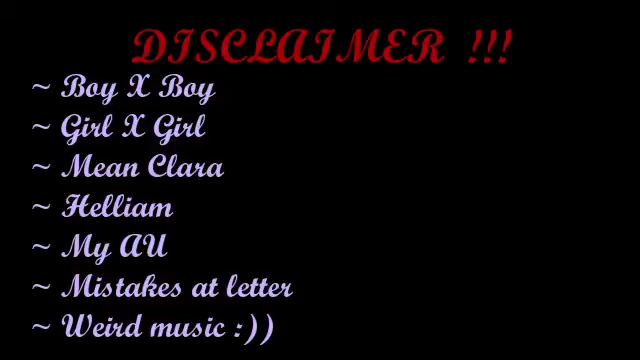 DISCLAIMER !!!
~ Boy X Boy
~ Girl X Girl
~ Mean Clara
~ Helliam
~ My AU
~ Mistakes at letter
~ Weird music :))